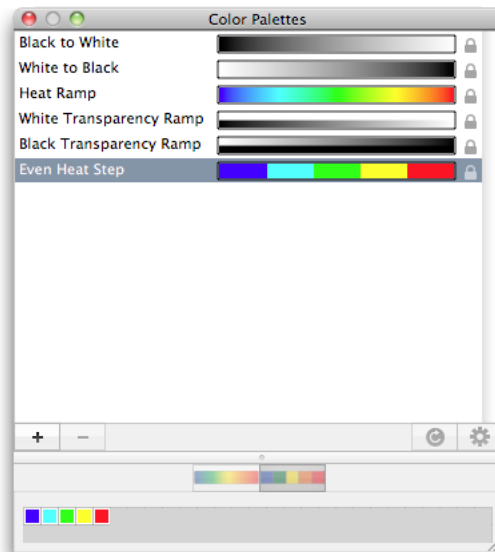 Color Palettes
Black to White
White to Black
Heat Ramp
White Transparency Ramp
Black Transparency Ramp
Even Heat Step